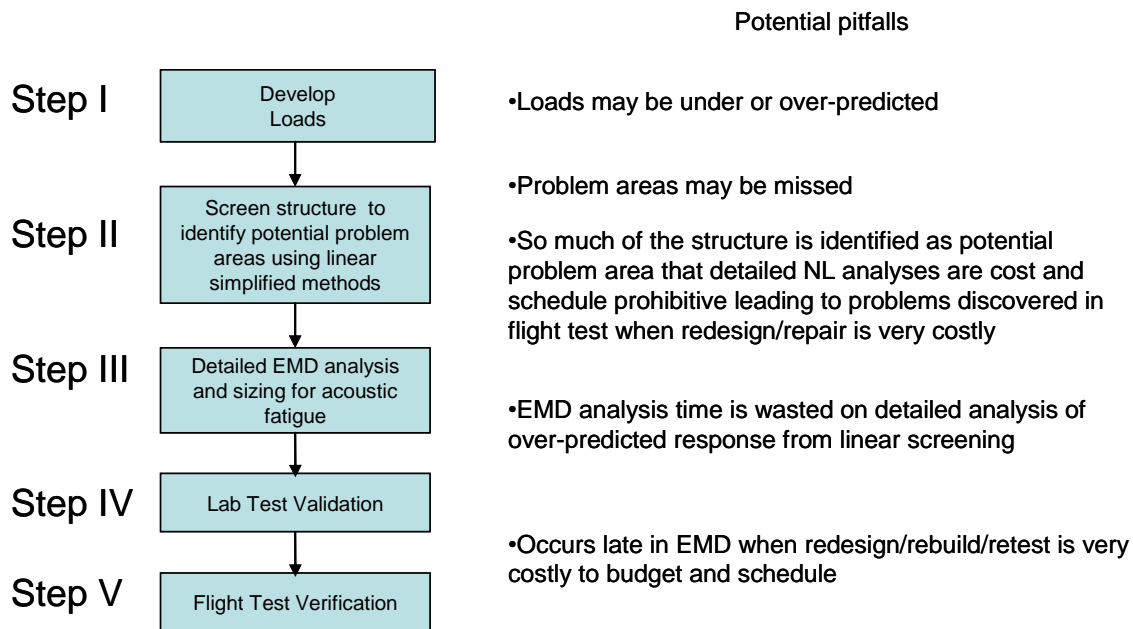 Potential pitfalls
Step I
Develop
Loads
•Loads may be under or over-predicted
Step II
Screen structure to
identify potential problem
areas using linear
simplified methods
•Problem areas may be missed
•So much of the structure is identified as potential
problem area that detailed NL analyses are cost and
schedule prohibitive leading to problems discovered in
flight test when redesign/repair is very costly
Step III
Detailed EMD analysis
and sizing for acoustic
fatigue
•EMD analysis time is wasted on detailed analysis of
over-predicted response from linear screening
Step IV
Lab Test Validation
•Occurs late in EMD when redesign/rebuild/retest is very
costly to budget and schedule
Step V
Flight Test Verification